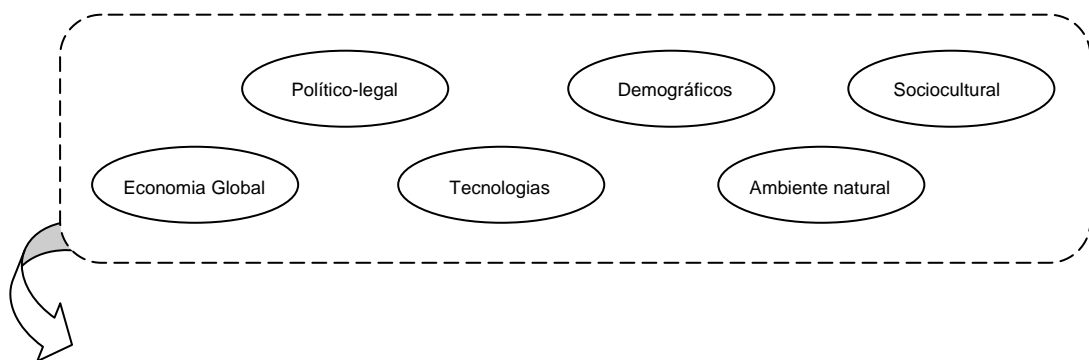 Político-legal
Demográficos
Sociocultural
Economia Global
Tecnologias
Ambiente natural